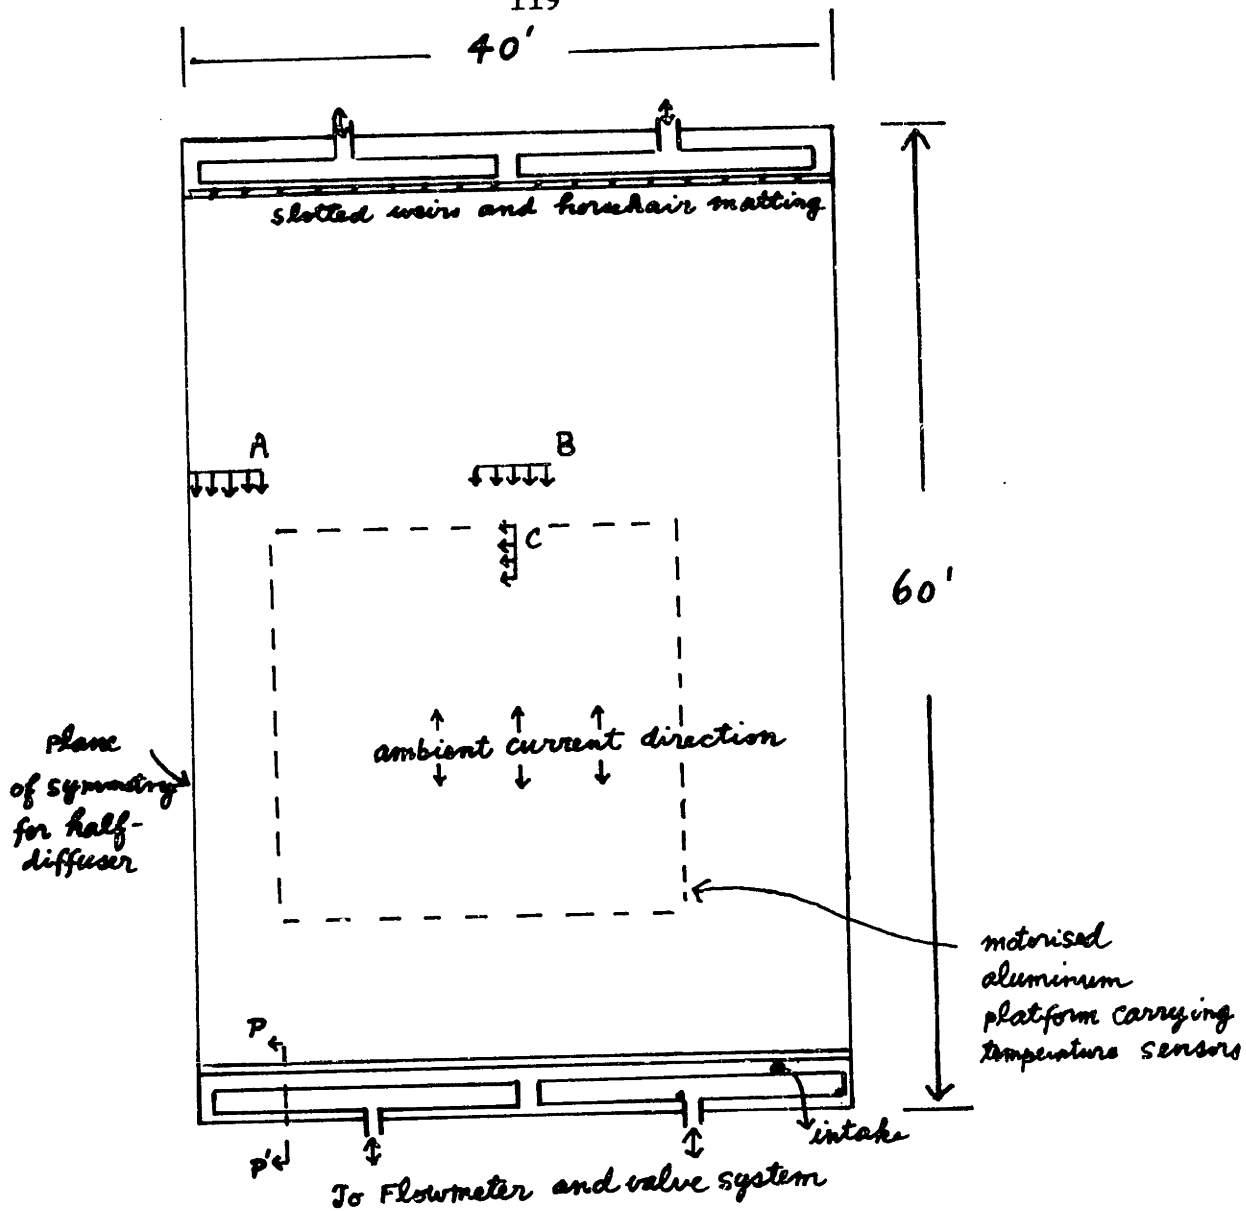 119
40'
slotted weirs and horsehair matting
A
B
C
60'
ambient current direction
plane
of symmetry
for half-
diffuser
motorised
aluminum
platform carrying
temperature sensors
P
P'
intake
To Flowmeter and valve system